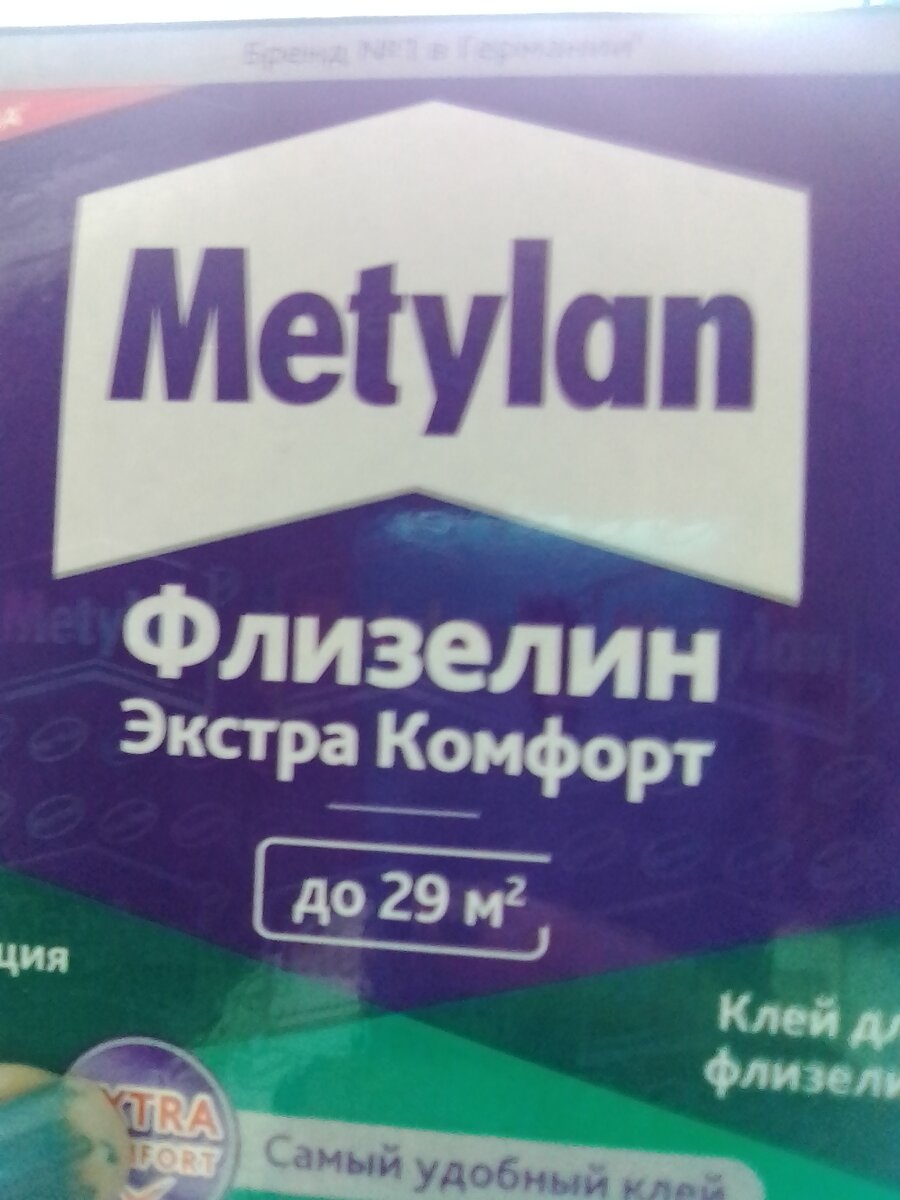 Бренд №1 в Германии*
Metylan
Флизелин
Экстра Комфорт
до 29 м²
Клей
Самый удобный клей